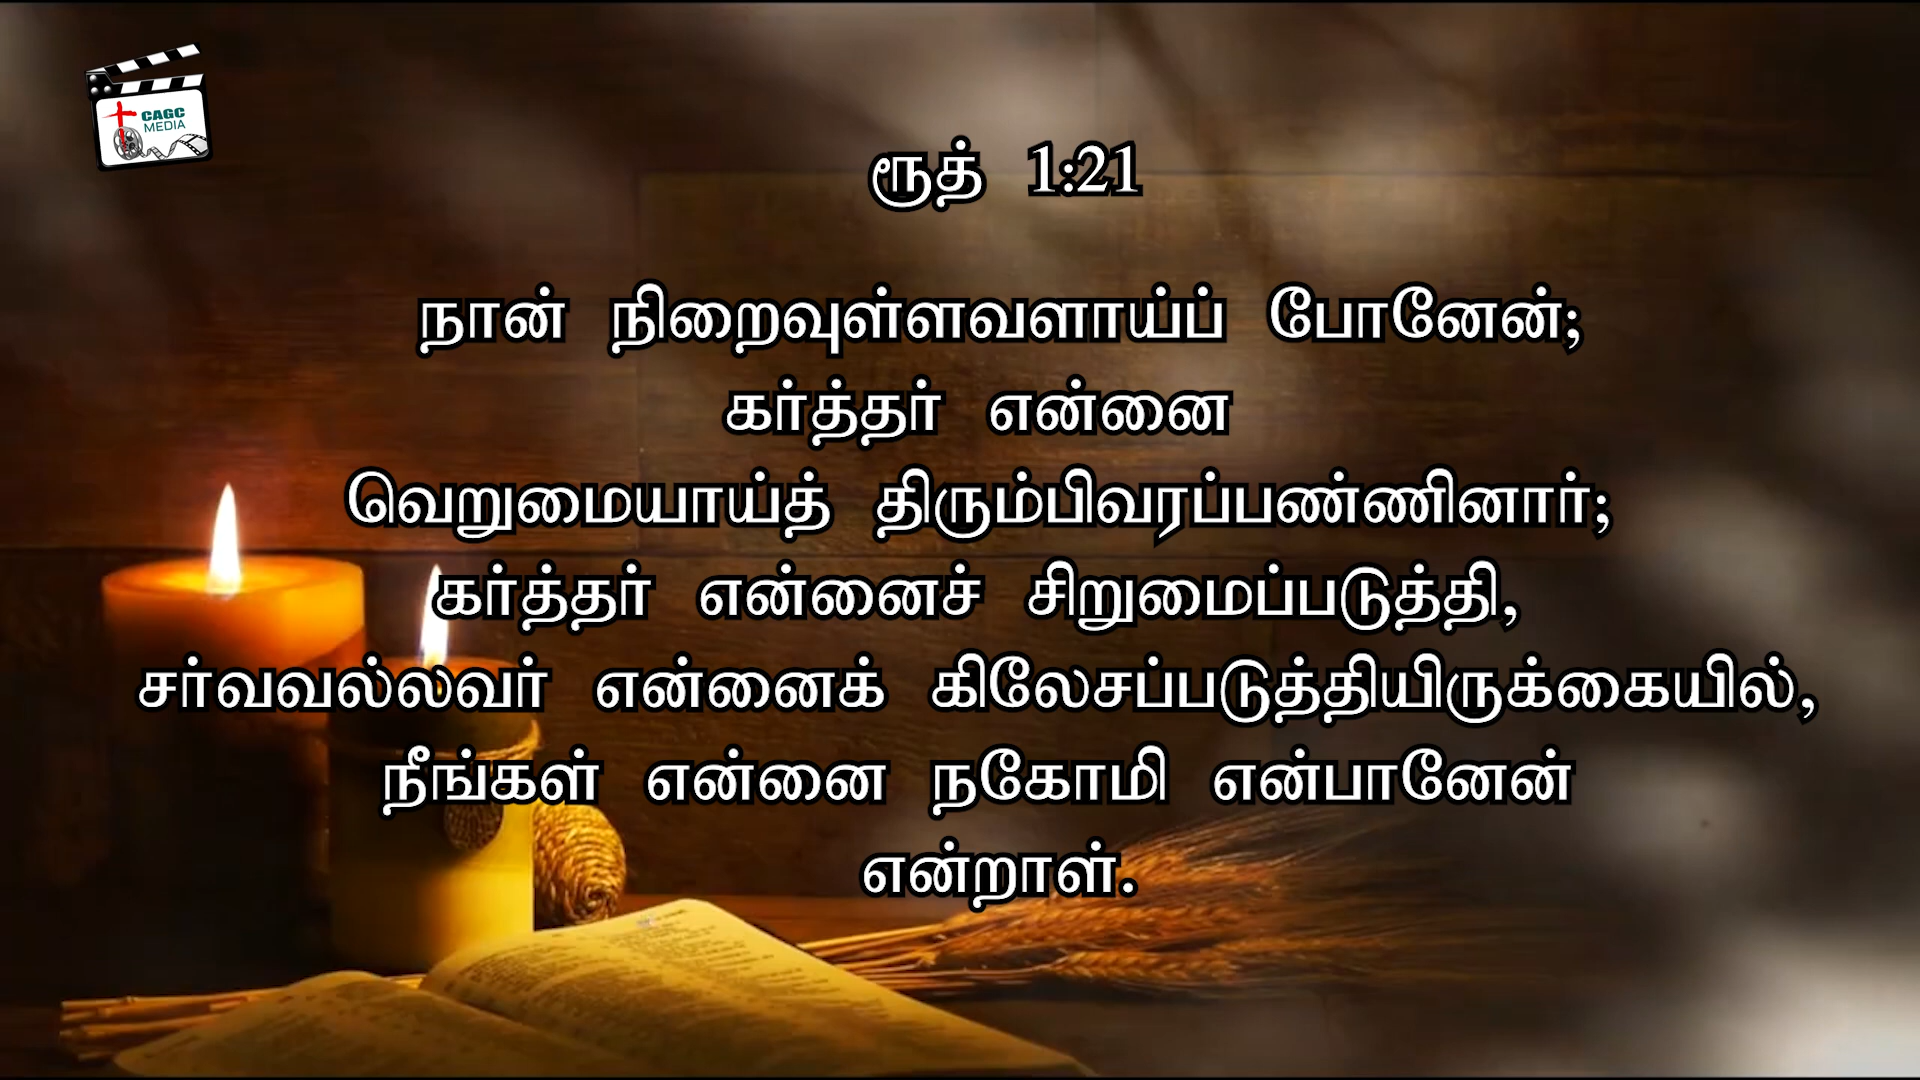 CAGC
MEDIA
ரூத் 1:21
நான் நிறைவுள்ளவளாய்ப் போனேன்;
கர்த்தர் என்னை
வெறுமையாய்த் திரும்பிவரப்பண்ணினார்;
கர்த்தர் என்னைச் சிறுமைப்படுத்தி,
சர்வவல்லவர் என்னைக் கிலேசப்படுத்தியிருக்கையில்,
நீங்கள் என்னை நகோமி என்பானேன்
என்றாள்.